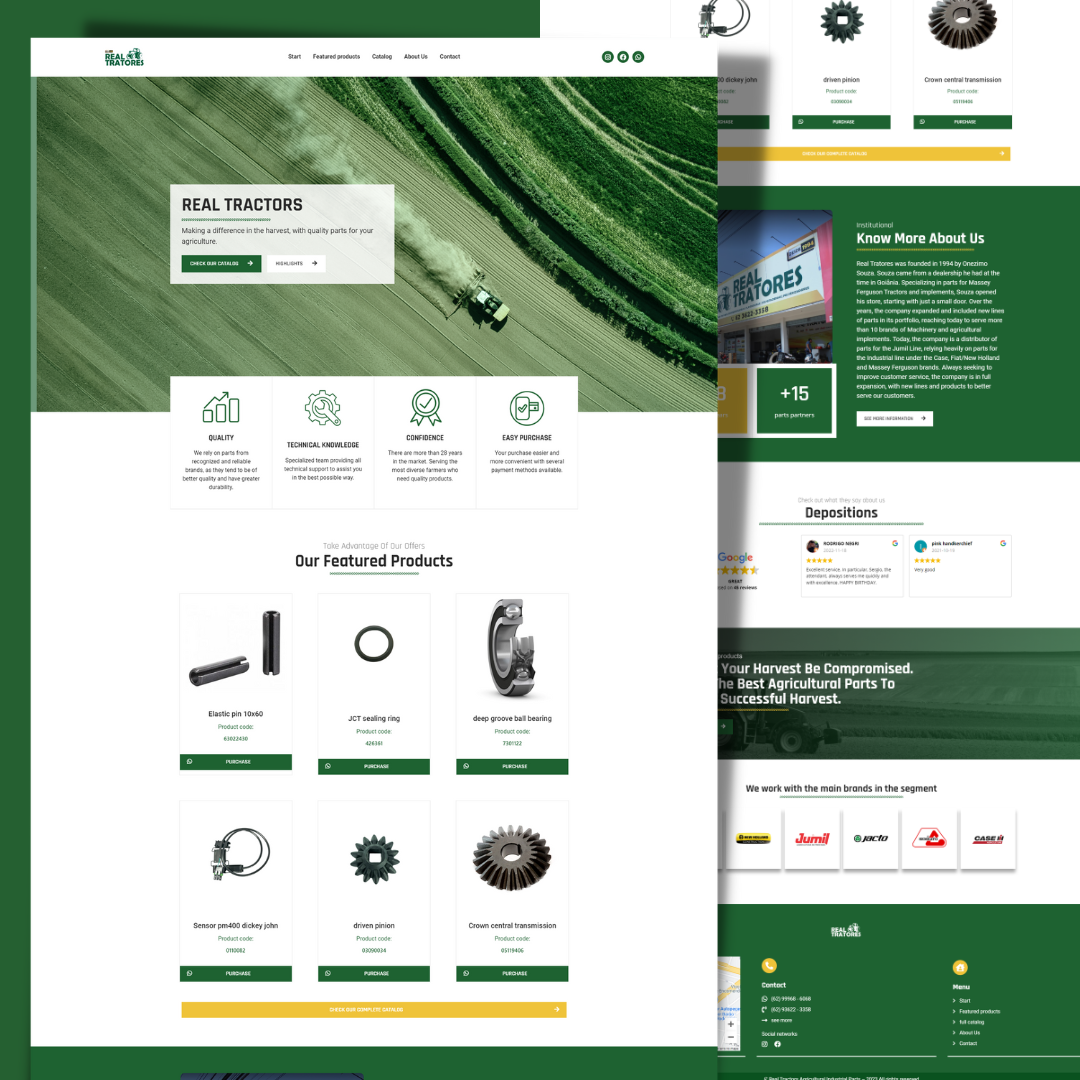 REAL
TRATORES
Start
Featured products
Catalog
About Us
Contact
REAL TRACTORS
Making a difference in the harvest, with quality parts for your
agriculture.
CHECK OUR CATALOG
HIGHLIGHTS
QUALITY
We rely on parts from
recognized and reliable
brands, as they tend to be of
better quality and have greater
durability.
TECHNICAL KNOWLEDGE
Specialized team providing all
technical support to assist you
in the best possible way.
CONFIDENCE
There are more than 28 years
in the market. Serving the
most diverse farmers who
need quality products.
EASY PURCHASE
Your purchase easier and
more convenient with several
payment methods available.
Take Advantage Of Our Offers
Our Featured Products
Elastic pin 10x60
Product code:
63022430
PURCHASE
JCT sealing ring
Product code:
426381
PURCHASE
deep groove ball bearing
Product code:
7301122
PURCHASE
Sensor pm400 dickey john
Product code:
0110082
PURCHASE
driven pinion
Product code:
03090034
PURCHASE
Crown central transmission
Product code:
05119406
PURCHASE
CHECK OUR COMPLETE CATALOG
00 dickey john
driven pinion
Product code:
03090034
PURCHASE
Crown central transmission
Product code:
05119406
PURCHASE
CHECK OUR COMPLETE CATALOG
REAL
TRATORES
62 3622-3358
Institutional
Know More About Us
Real Tratores was founded in 1994 by Onezimo
Souza. Souza came from a dealership he had at the
time in Goiânia. Specializing in parts for Massey
Ferguson Tractors and implements, Souza opened
his store, starting with just a small door. Over the
years, the company expanded and included new lines
of parts in its portfolio, reaching today to serve more
than 10 brands of Machinery and agricultural
implements. Today, the company is a distributor of
parts for the Jumil Line, relying heavily on parts for
the Industrial line under the Case, Fiat/New Holland
and Massey Ferguson brands. Always seeking to
improve customer service, the company is in full
expansion, with new lines and products to better
serve our customers.
SEE MORE INFORMATION
+15
parts partners
Check out what they say about us
Depositions
Google
GREAT
reviews
RODRIGO NEGRI
2022-11-18
Excellent service, in particular, Sergio, the
attendant, always serves me quickly and
with excellence. HAPPY BIRTHDAY.
pink handkerchief
2021-10-19
Very good
products
Your Harvest Be Compromised.
The Best Agricultural Parts To
Successful Harvest.
We work with the main brands in the segment
Jumil
jacto
CASE IH
REAL
TRATORES
Contact
(62) 99968 - 6068
(62) 93622 - 3358
see more
Social networks
Menu
Start
Featured products
full catalog
About Us
Contact
© Real Tractors Agricultural Industrial Parts – 2023 All rights reserved